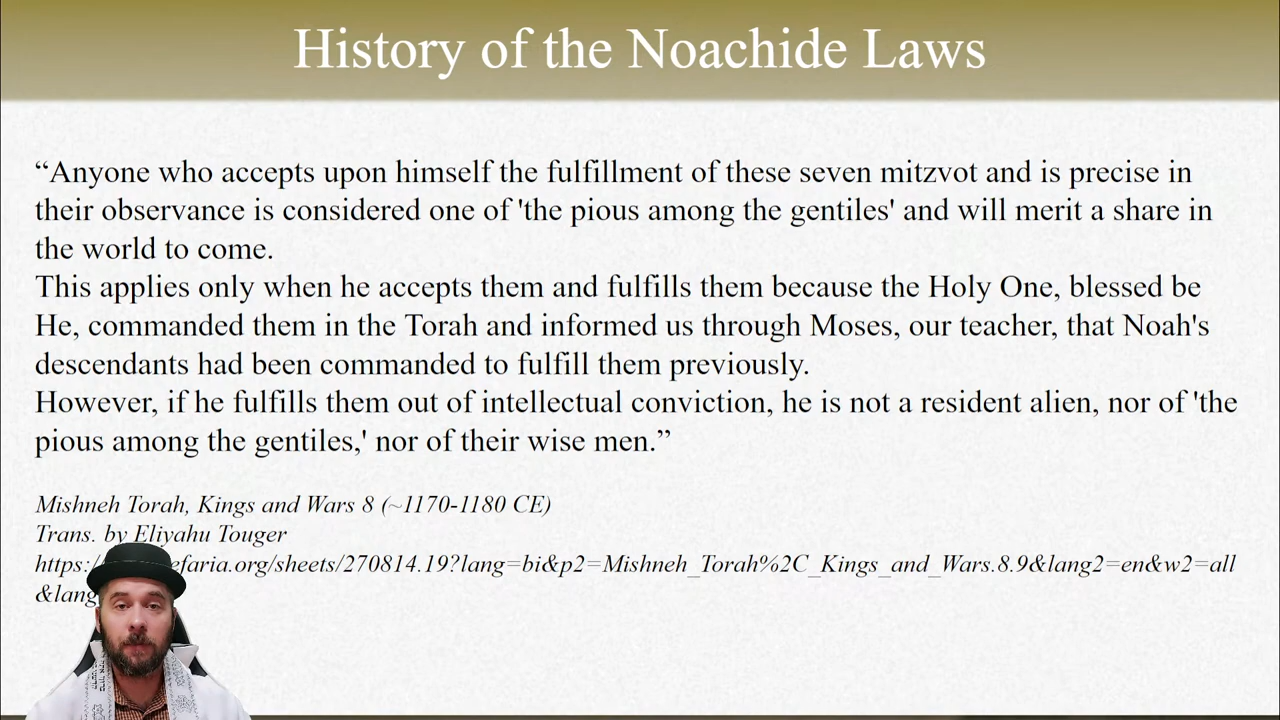 History of the Noachide Laws
“Anyone who accepts upon himself the fulfillment of these seven mitzvot and is precise in
their observance is considered one of 'the pious among the gentiles' and will merit a share in
the world to come.
This applies only when he accepts them and fulfills them because the Holy One, blessed be
He, commanded them in the Torah and informed us through Moses, our teacher, that Noah's
descendants had been commanded to fulfill them previously.
However, if he fulfills them out of intellectual conviction, he is not a resident alien, nor of 'the
pious among the gentiles,' nor of their wise men.”
Mishneh Torah, Kings and Wars 8 (~1170-1180 CE)
Trans. by Eliyahu Touger
https:/ efaria.org/sheets/270814.19?lang=bi&p2=Mishneh_Torah%2C_Kings_and_Wars.8.9&lang2=en&w2=all
&lang